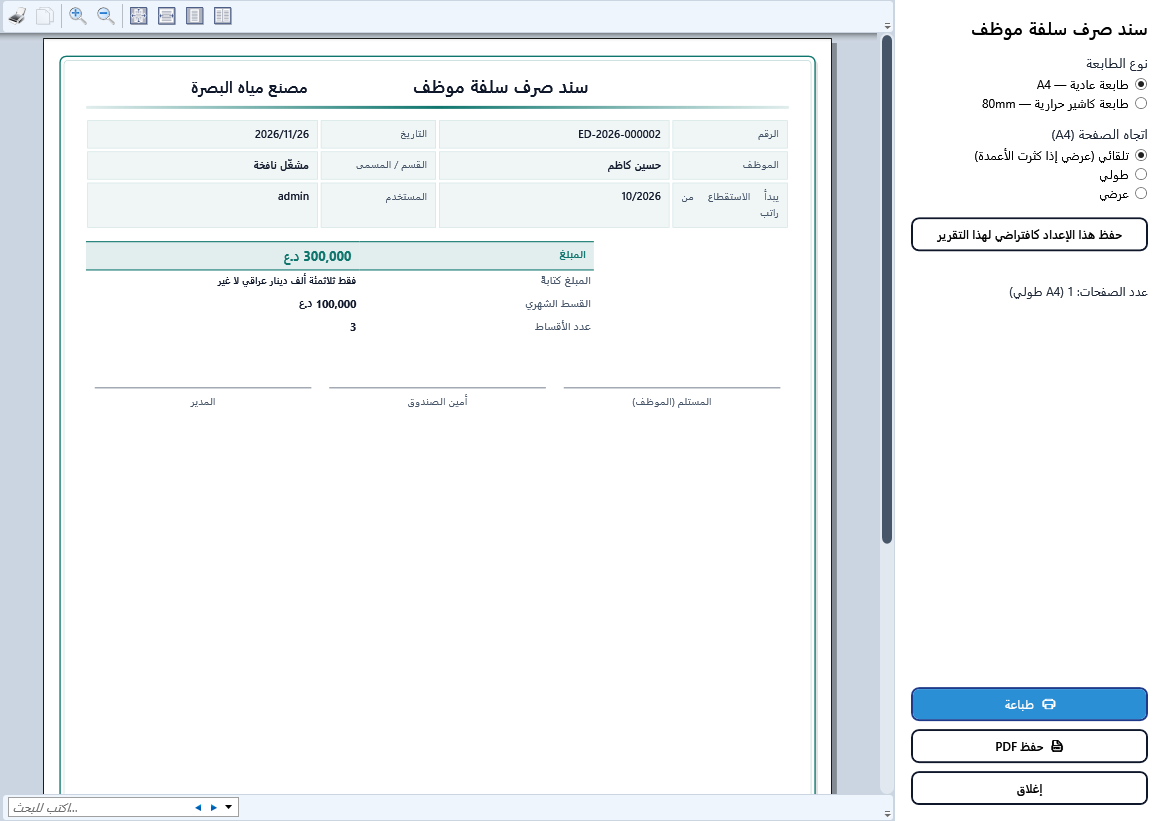 سند صرف سلفة موظف
نوع الطابعة
طابعة عادية — A4
طابعة كاشير حرارية — 80mm
اتجاه الصفحة (A4)
تلقائي (عرضي إذا كثرت الأعمدة)
طولي
عرضي
حفظ هذا الإعداد كافتراضي لهذا التقرير
عدد الصفحات: 1 (A4 طولي)
طباعة
حفظ PDF
إغلاق
سند صرف سلفة موظف مصنع مياه البصرة
الرقم ED-2026-000002 التاريخ 2026/11/26
الموظف حسين كاظم القسم / المسمى مشغّل نافخة
يبدأ الاستقطاع من راتب 10/2026 المستخدم admin
المبلغ 300,000 د.ع
المبلغ كتابةً فقط ثلاثمئة ألف دينار عراقي لا غير
القسط الشهري 100,000 د.ع
عدد الأقساط 3
المستلم (الموظف) أمين الصندوق المدير
اكتب للبحث...